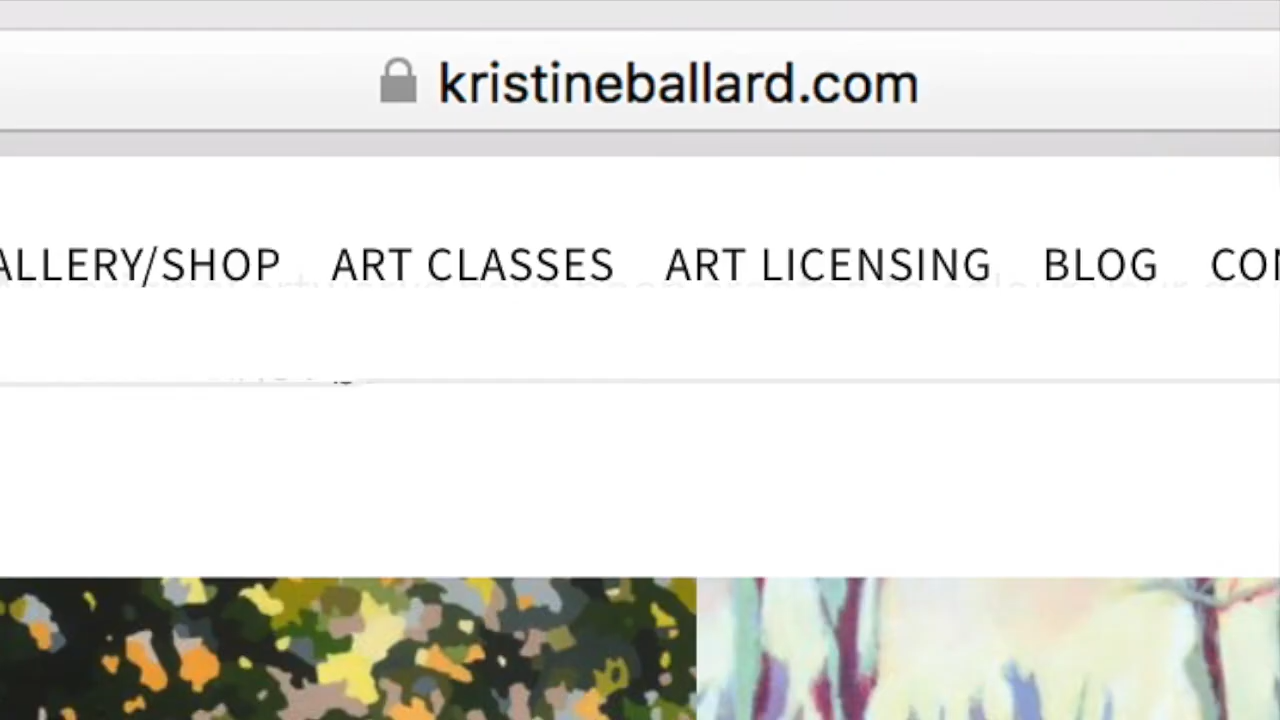 kristineballard.com
ALLERY/SHOP ART CLASSES ART LICENSING BLOG CON